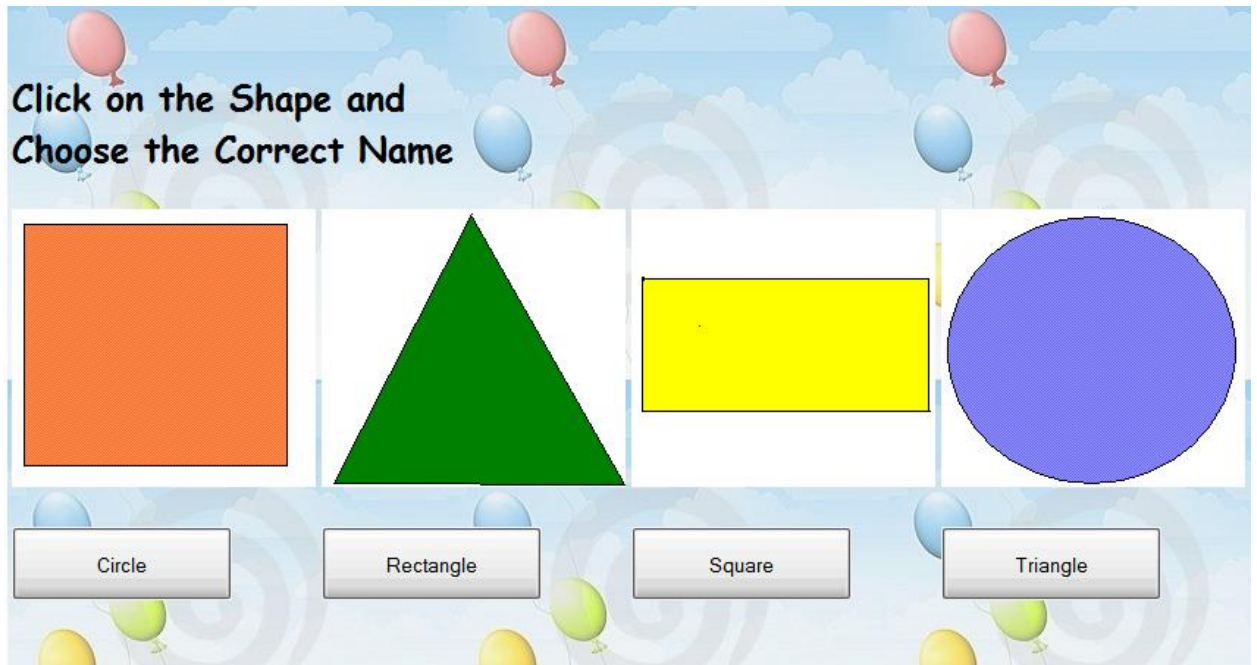 Click on the Shape and
Choose the Correct Name
Circle
Rectangle
Square
Triangle